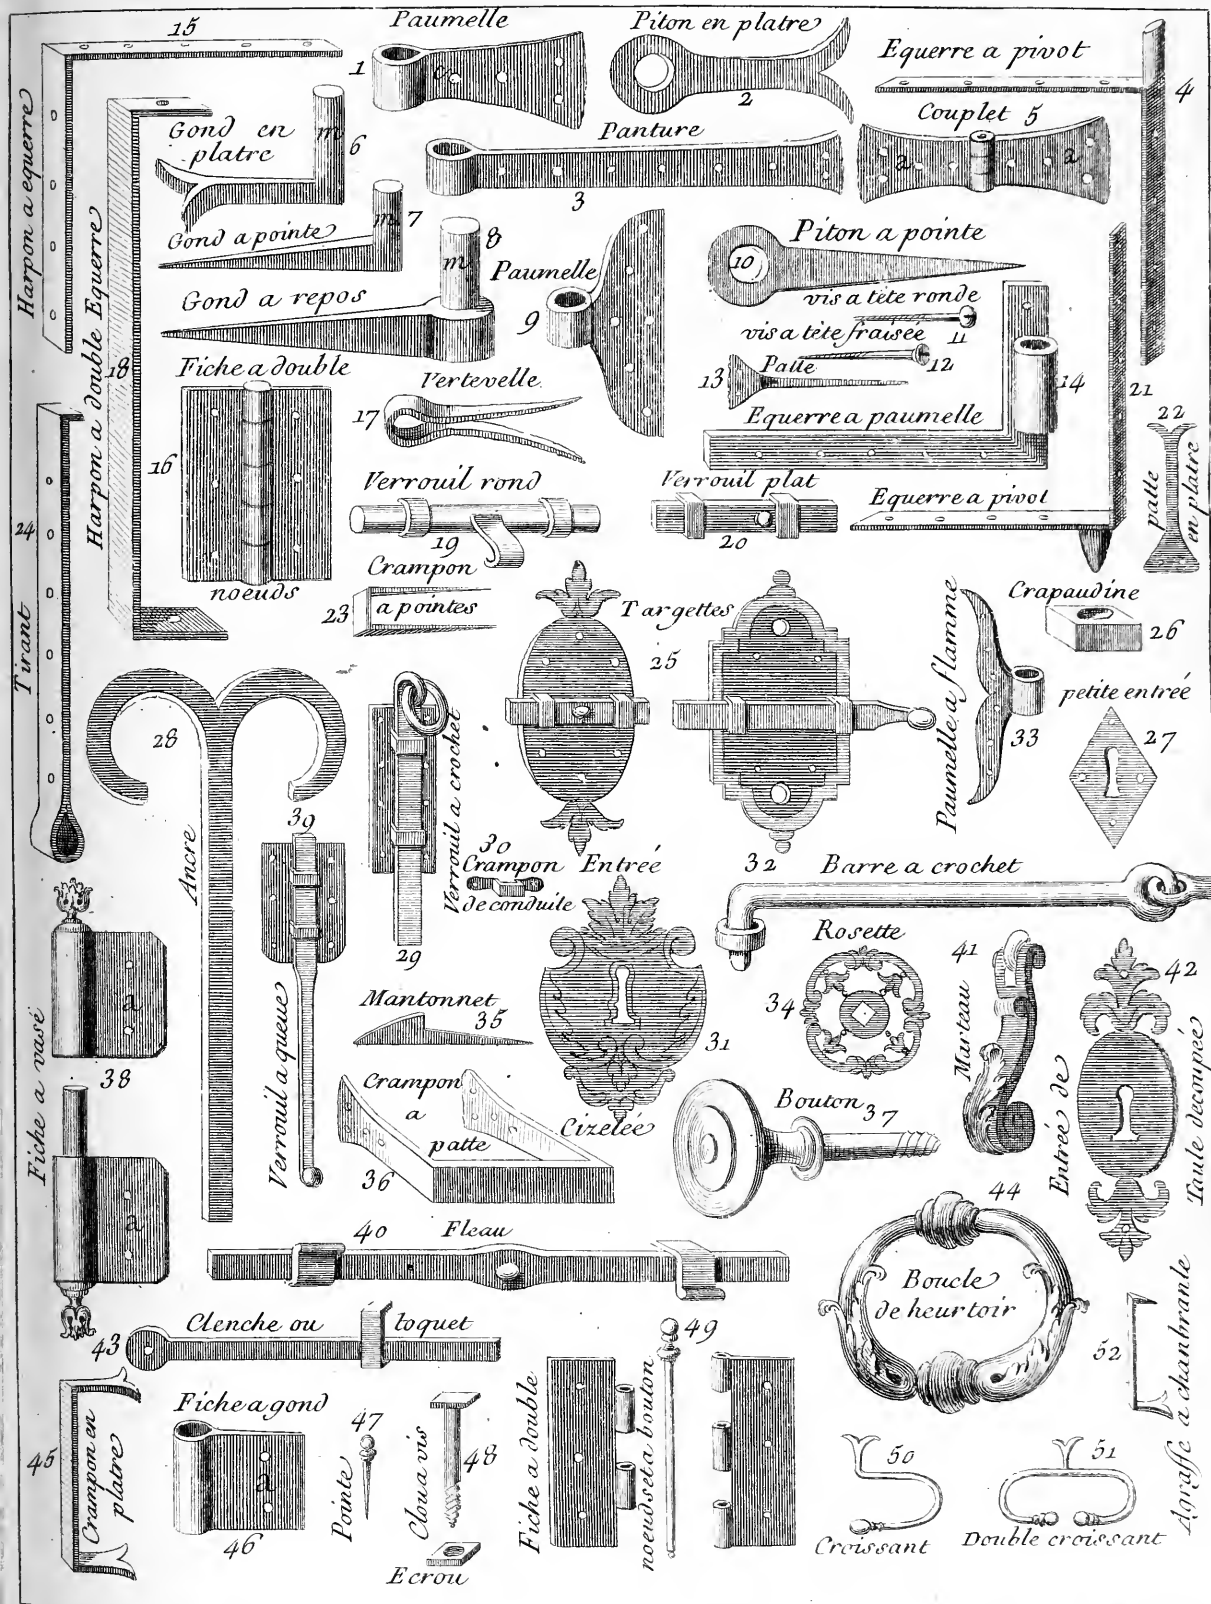 15
Harpon a equerre
Paumelle
1
c
Piton en platre
2
Equerre a pivot
4
Gond en
platre
m
6
Panture
3
Couplet 5
a
a
Harpon a double Equerre
18
Gond a pointe
m 7
Gond a repos
m
8
Paumelle
9
Piton a pointe
10
vis a tète ronde
11
vis a tète fraisée
12
Patte
13
14
Equerre a paumelle
21
22
patte
en platre
Fiche a double
16
noeuds
Vertevelle
17
Verrouil rond
19
Verrouil plat
20
Equerre a pivot
24
Tirant
Crampon
23
a pointes
Targettes
25
32
Paumelle a flamme
33
Crapaudine
26
petite entrée
27
28
Ancre
39
Verrouil a queue
Verrouil a crochet
29
30
Crampon
de conduite
Entrée
31
Cizelée
Barre a crochet
Rosette
34
41
Marteau
42
Entrée de
Taule decoupée
Fiche a vase
a
38
a
Mantonnet
35
Crampon
a
patte
36
Bouton
37
40
Fleau
44
Boucle
de heurtoir
43
Clenche ou
toquet
52
Agraffe a chanbranle
45
Crampon en
platre
Fiche a gond
a
46
47
Pointe
Clou a vis
48
Ecrou
49
Fiche a double
noeuds et a bouton
50
Croissant
51
Double croissant